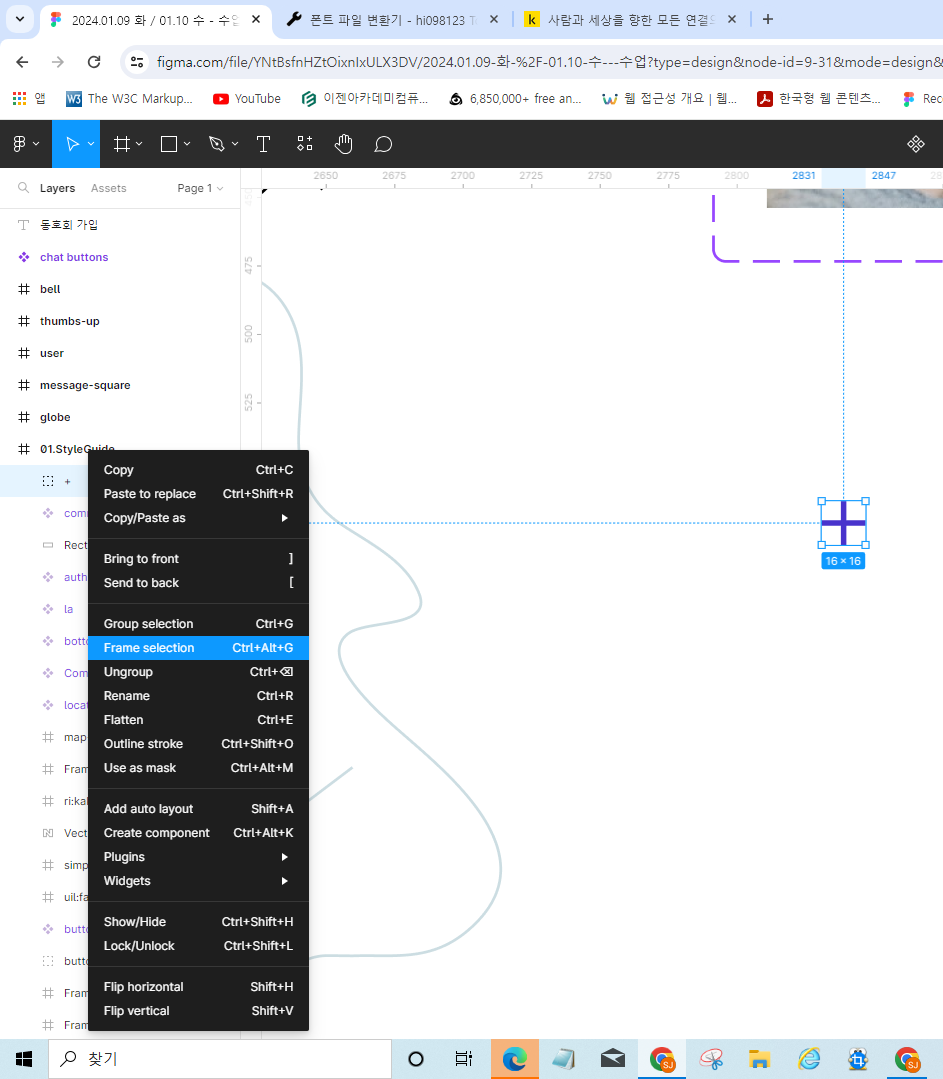 2024.01.09 화 / 01.10 수 - 수업
폰트 파일 변환기 - hi098123 T
사람과 세상을 향한 모든 연결의
figma.com/file/YNtBsfnHZtOixnIxULX3DV/2024.01.09-화-%2F-01.10-수---수업?type=design&node-id=9-31&mode=design&
앱
The W3C Markup...
YouTube
이젠아카데미컴퓨...
6,850,000+ free an...
웹 접근성 개요 | 웹...
한국형 웹 콘텐츠...
Rec
Layers
Assets
Page 1
2650
2675
2700
2725
2750
2775
2800
2831
2847
동호회 가입
chat buttons
bell
thumbs-up
user
message-square
globe
01.StyleGuide
+
com
Rect
auth
la
botto
Com
locat
map
Fram
ri:kak
Vect
simp
uil:fa
butto
butto
Fram
Fram
475
500
525
Copy Ctrl+C
Paste to replace Ctrl+Shift+R
Copy/Paste as
Bring to front ]
Send to back [
Group selection Ctrl+G
Frame selection Ctrl+Alt+G
Ungroup Ctrl+⌫
Rename Ctrl+R
Flatten Ctrl+E
Outline stroke Ctrl+Shift+O
Use as mask Ctrl+Alt+M
Add auto layout Shift+A
Create component Ctrl+Alt+K
Plugins
Widgets
Show/Hide Ctrl+Shift+H
Lock/Unlock Ctrl+Shift+L
Flip horizontal Shift+H
Flip vertical Shift+V
16 × 16
찾기